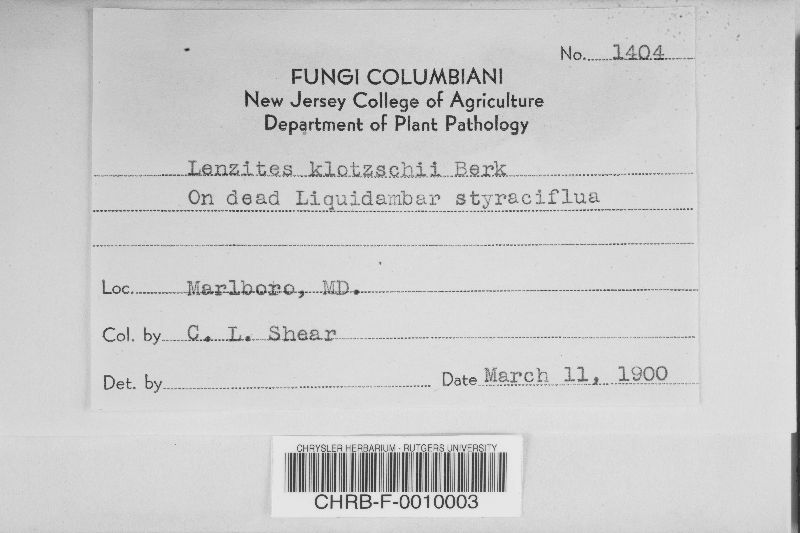 No. 1404
FUNGI COLUMBIANI
New Jersey College of Agriculture
Department of Plant Pathology
Lenzites klotzschii Berk
On dead Liquidambar styraciflua
Loc. Marlboro, MD.
Col. by C. L. Shear
Det. by Date March 11, 1900
CHRYSLER HERBARIUM - RUTGERS UNIVERSITY
CHRB-F-0010003